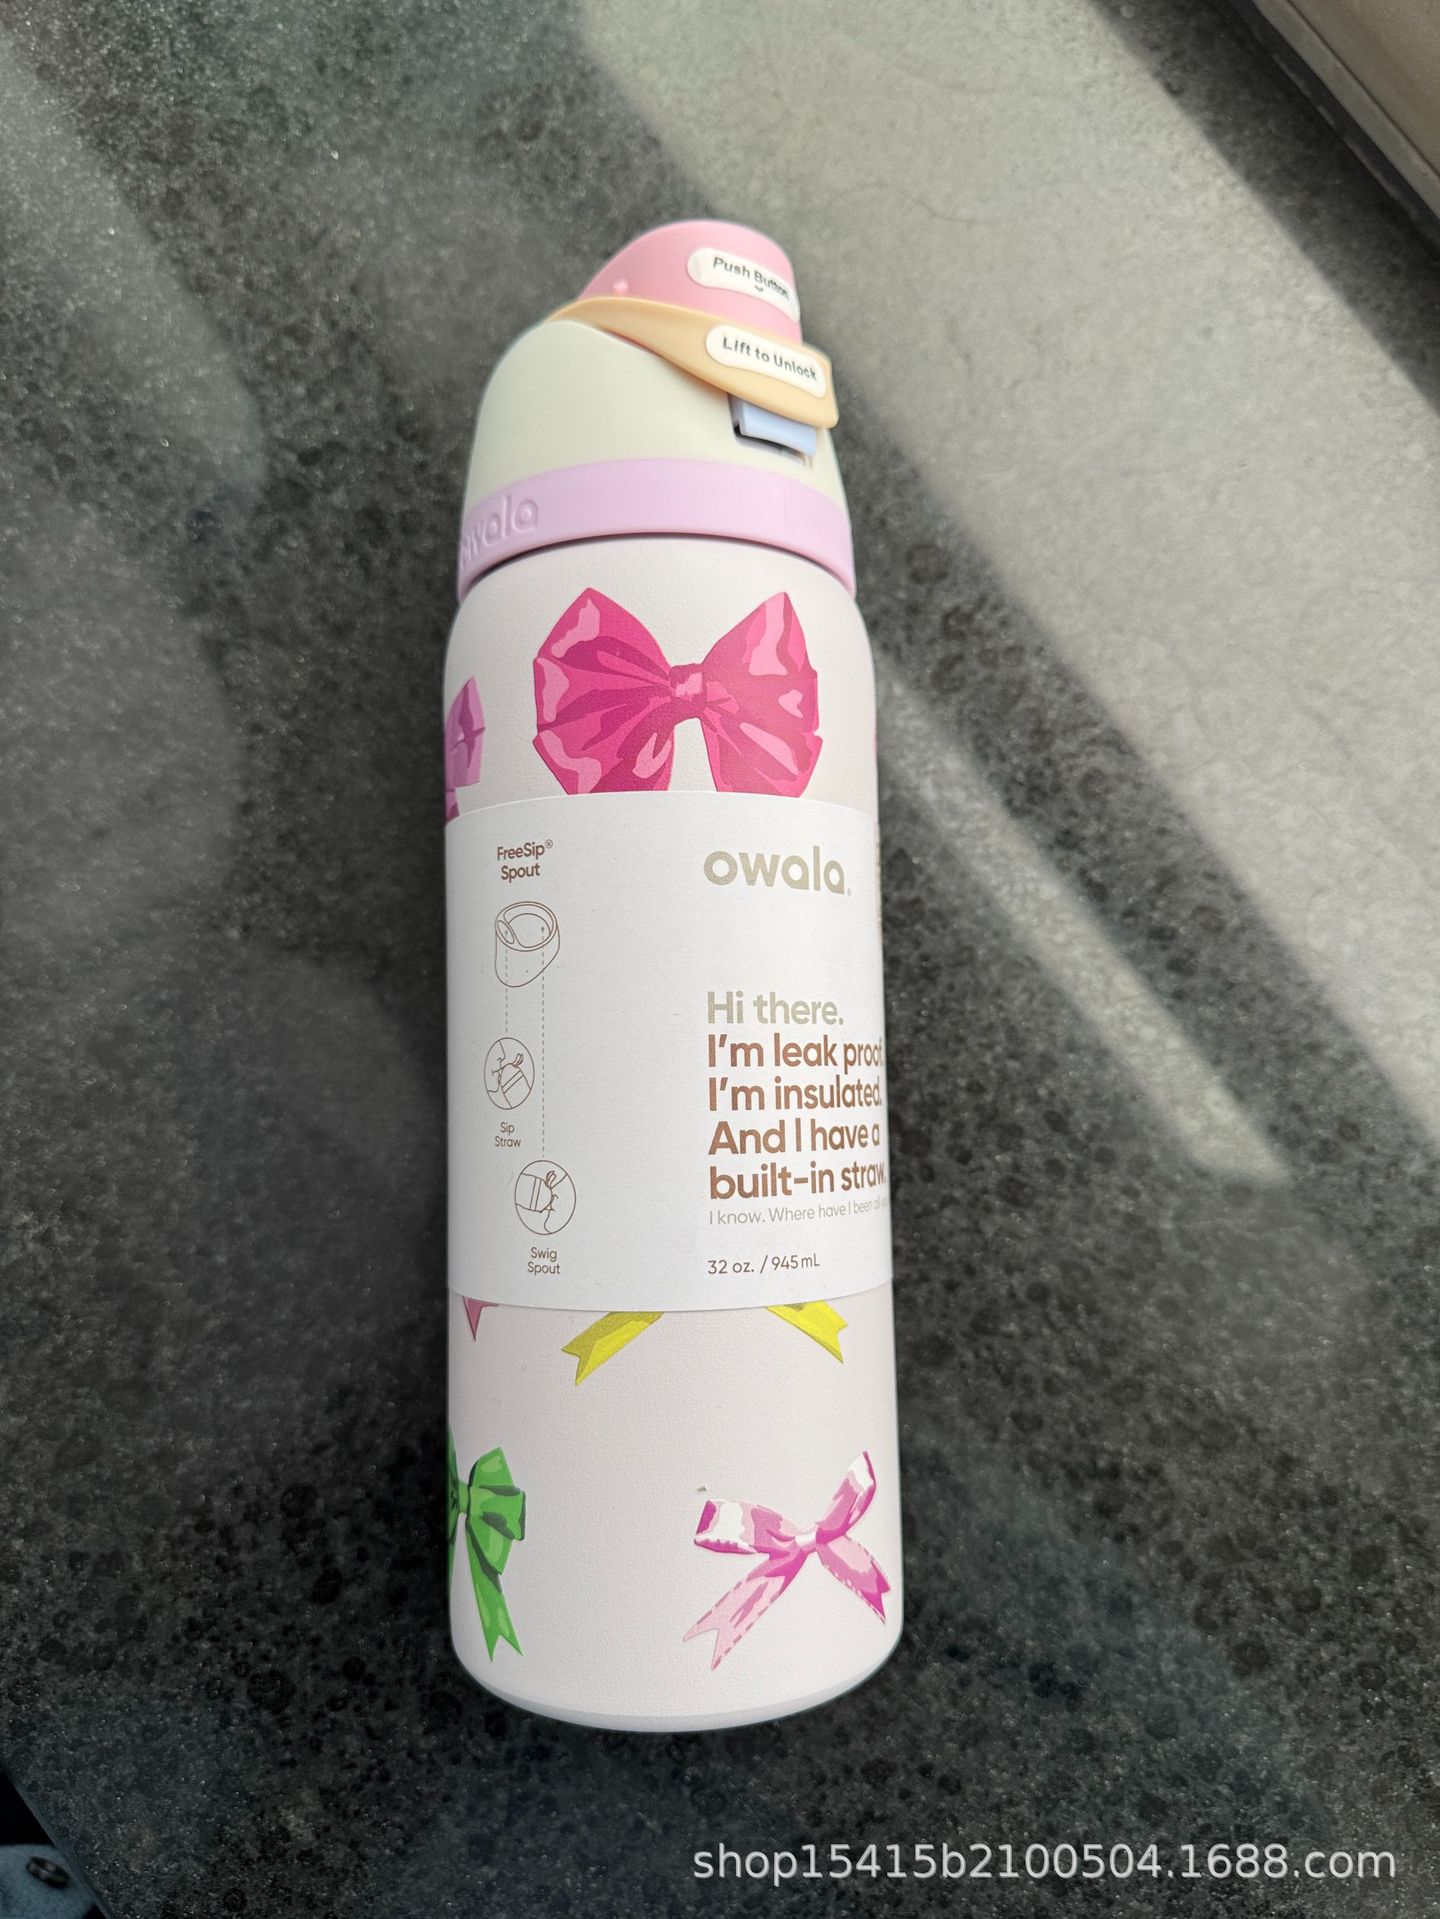 Push Button
Lift to Unlock
owala
FreeSip®
Spout
owala®
Hi there.
I'm leak proof.
I'm insulated.
And I have a
built-in straw.
I know. Where have I been all
Sip
Straw
Swig
Spout
32 oz. / 945 mL
shop15415b2100504.1688.com